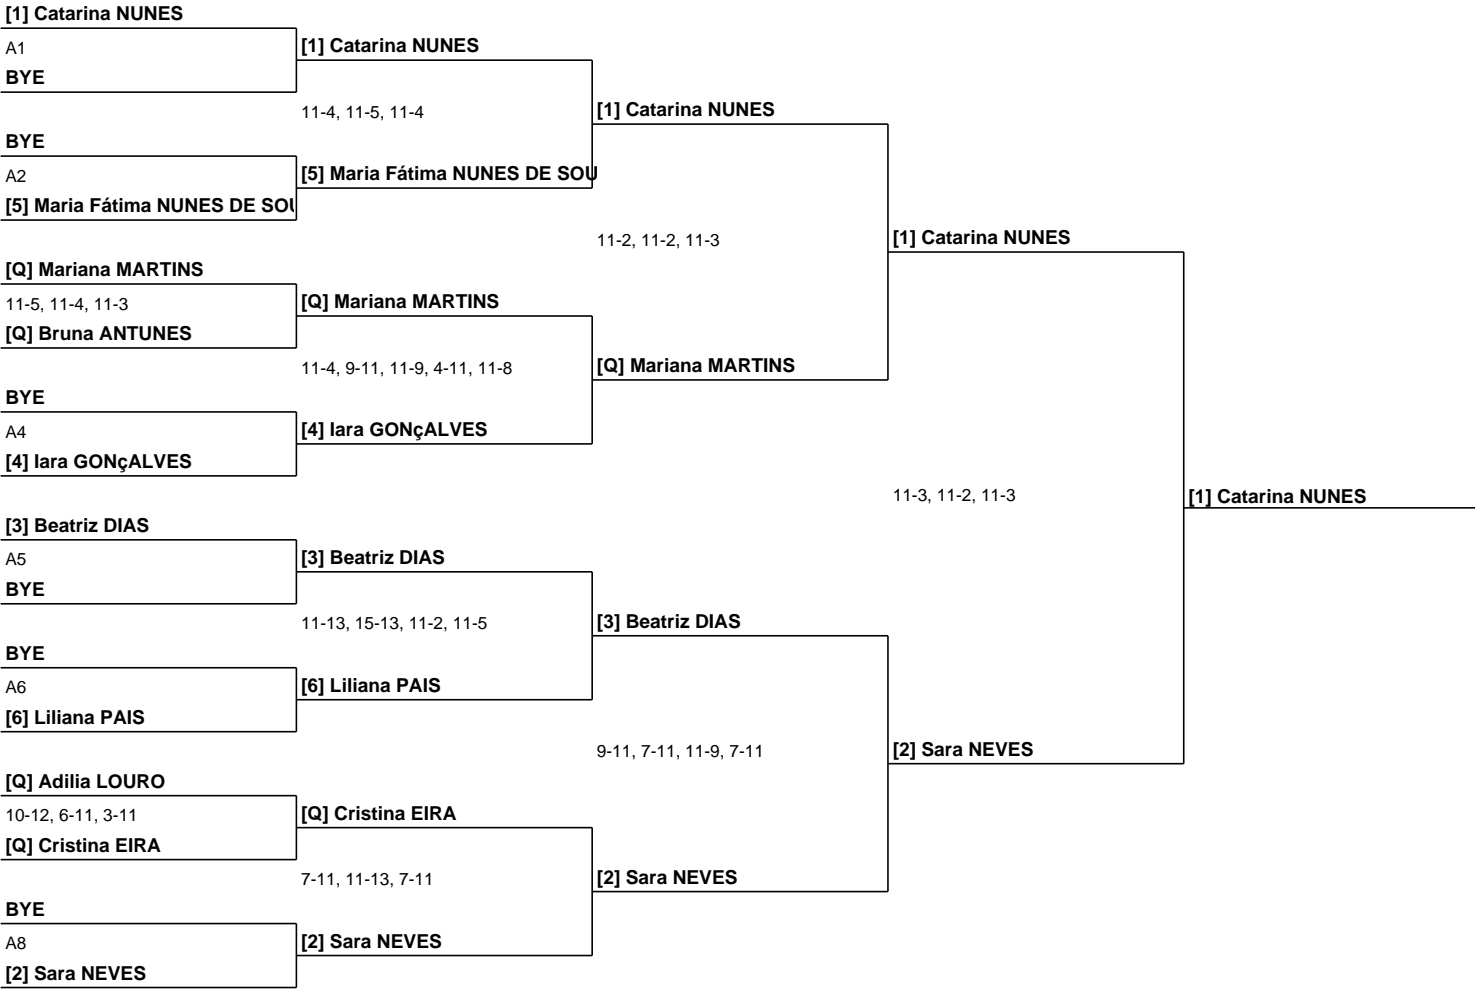 [1] Catarina NUNES
A1
BYE
BYE
A2
[5] Maria Fátima NUNES DE SOU
[Q] Mariana MARTINS
11-5, 11-4, 11-3
[Q] Bruna ANTUNES
BYE
A4
[4] Iara GONçALVES
[3] Beatriz DIAS
A5
BYE
BYE
A6
[6] Liliana PAIS
[Q] Adilia LOURO
10-12, 6-11, 3-11
[Q] Cristina EIRA
BYE
A8
[2] Sara NEVES
[1] Catarina NUNES
11-4, 11-5, 11-4
[5] Maria Fátima NUNES DE SOU
[Q] Mariana MARTINS
11-4, 9-11, 11-9, 4-11, 11-8
[4] Iara GONçALVES
[3] Beatriz DIAS
11-13, 15-13, 11-2, 11-5
[6] Liliana PAIS
[Q] Cristina EIRA
7-11, 11-13, 7-11
[2] Sara NEVES
[1] Catarina NUNES
11-2, 11-2, 11-3
[Q] Mariana MARTINS
[3] Beatriz DIAS
9-11, 7-11, 11-9, 7-11
[2] Sara NEVES
[1] Catarina NUNES
11-3, 11-2, 11-3
[2] Sara NEVES
[1] Catarina NUNES